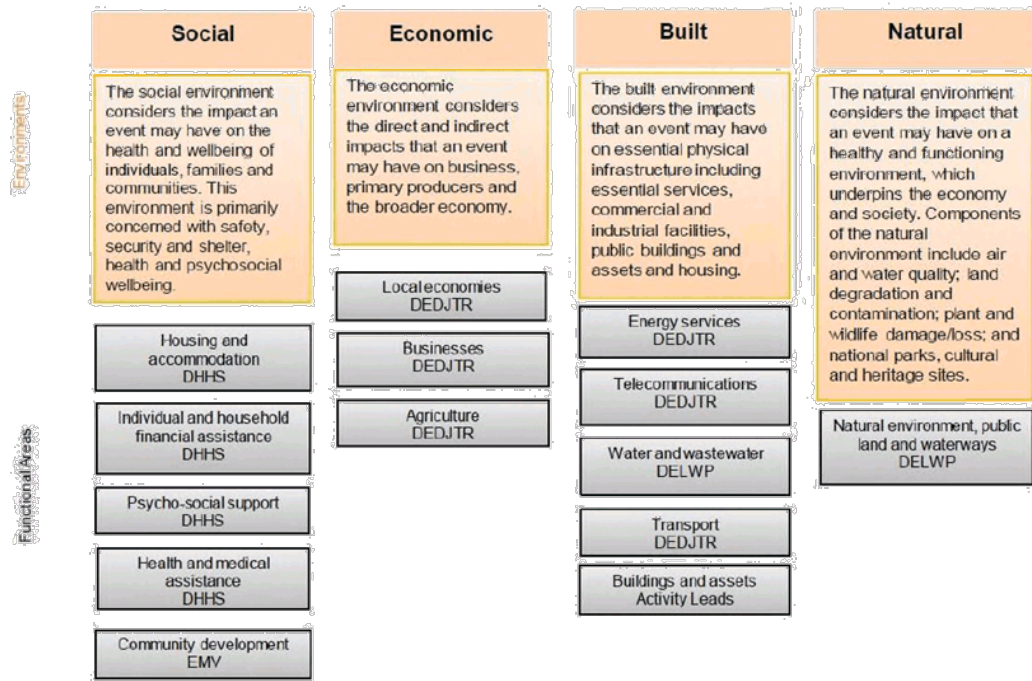 Social
Economic
Built
Natural
Environments
The social environment
considers the impact an
event may have on the
health and wellbeing of
individuals, families and
communities. This
environment is primarily
concerned with safety,
security and shelter,
health and psychosocial
wellbeing.
The economic
environment considers
the direct and indirect
impacts that an event
may have on business,
primary producers and
the broader economy.
The built environment
considers the impacts
that an event may have
on essential physical
infrastructure including
essential services,
commercial and
industrial facilities,
public buildings and
assets and housing.
The natural environment
considers the impact that
an event may have on a
healthy and functioning
environment, which
underpins the economy
and society. Components
of the natural
environment include air
and water quality; land
degradation and
contamination; plant and
wildlife damage/loss; and
national parks, cultural
and heritage sites.
Functional Areas
Housing and
accommodation
DHHS
Individual and household
financial assistance
DHHS
Psycho-social support
DHHS
Health and medical
assistance
DHHS
Community development
EMV
Local economies
DEDJTR
Businesses
DEDJTR
Agriculture
DEDJTR
Energy services
DEDJTR
Telecommunications
DEDJTR
Water and wastewater
DELWP
Transport
DEDJTR
Buildings and assets
Activity Leads
Natural environment, public
land and waterways
DELWP